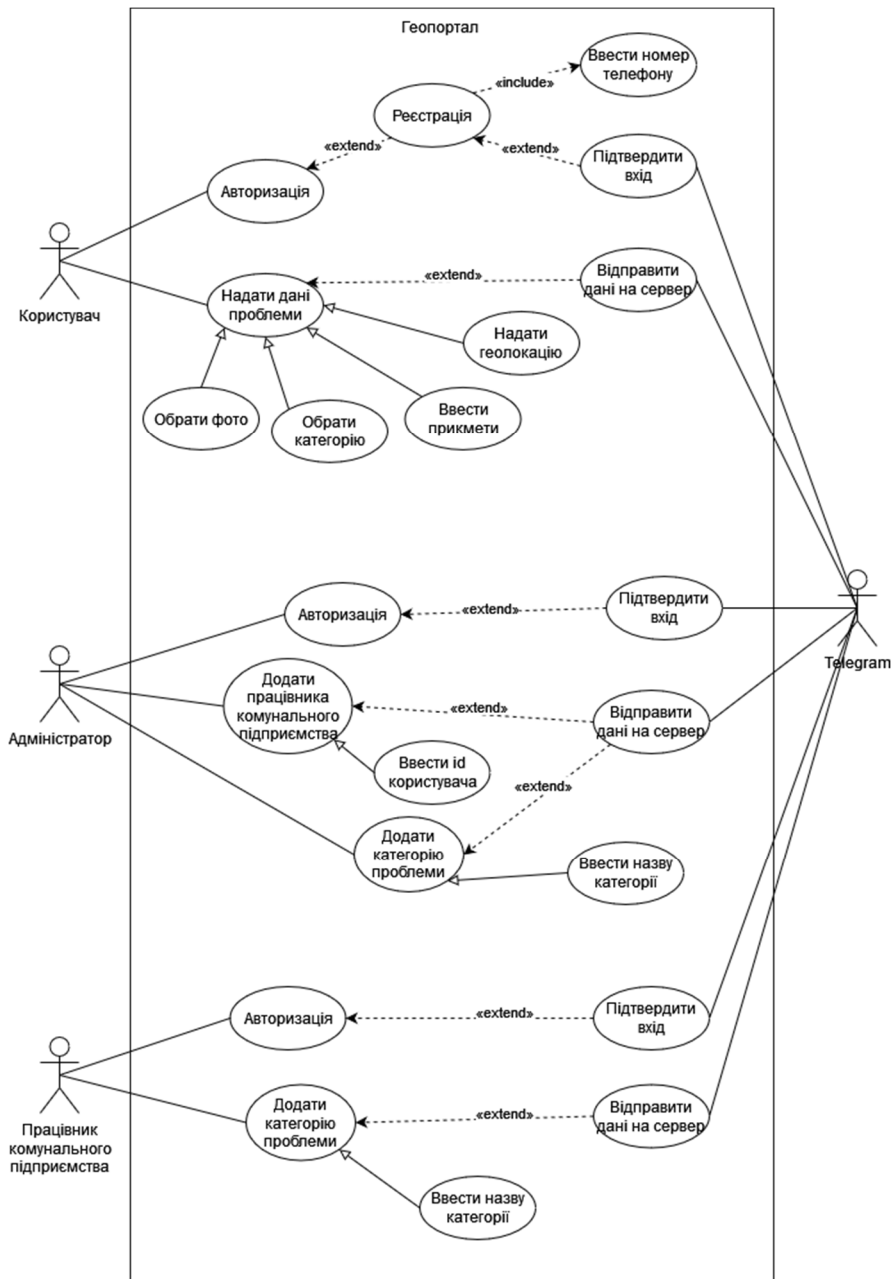 Геопортал
Ввести номер
телефону
«include»
Реєстрація
«extend»
«extend»
Підтвердити
вхід
Авторизація
Користувач
«extend»
Відправити
дані на сервер
Надати дані
проблеми
Надати
геолокацію
Обрати фото
Обрати
категорію
Ввести
прикмети
Авторизація
«extend»
Підтвердити
вхід
Telegram
Адміністратор
Додати
працівника
комунального
підприємства
«extend»
Відправити
дані на сервер
Ввести id
користувача
«extend»
Додати
категорію
проблеми
Ввести назву
категорії
Авторизація
«extend»
Підтвердити
вхід
Працівник
комунального
підприємства
Додати
категорію
проблеми
«extend»
Відправити
дані на сервер
Ввести назву
категорії